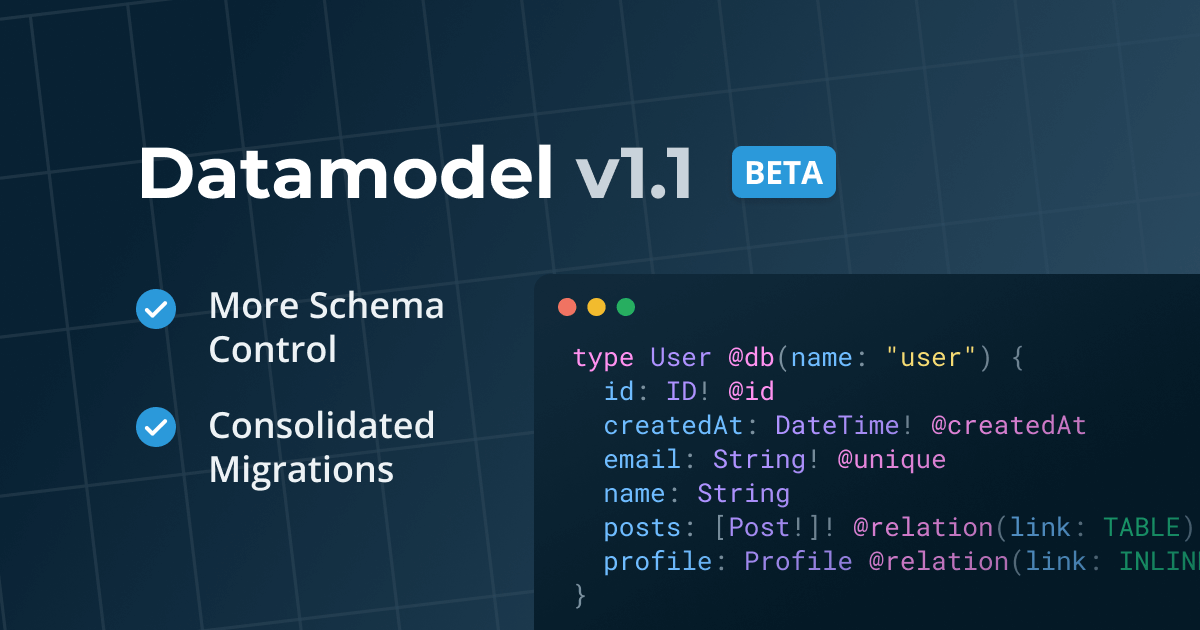 Datamodel v1.1 BETA
More Schema
Control
Consolidated
Migrations
type User @db(name: "user") {
  id: ID! @id
  createdAt: DateTime! @createdAt
  email: String! @unique
  name: String
  posts: [Post!]! @relation(link: TABLE)
  profile: Profile @relation(link:
}